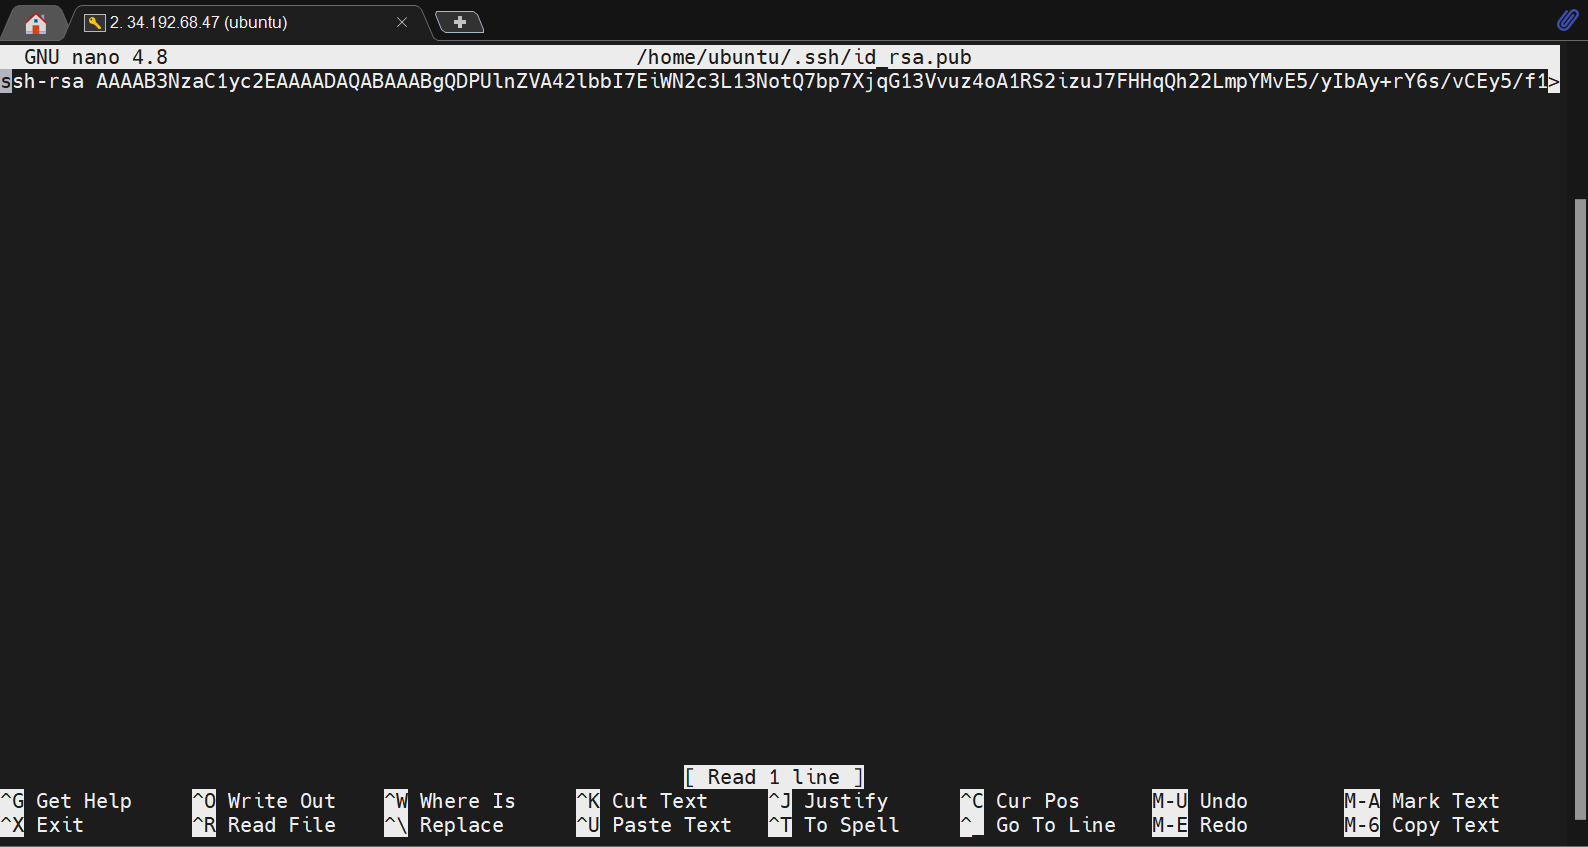 2. 34.192.68.47 (ubuntu)
GNU nano 4.8 /home/ubuntu/.ssh/id_rsa.pub
ssh-rsa AAAAB3NzaC1yc2EAAAADAQABAAABgQDPUlnZVA42lbbI7EiWN2c3L13NotQ7bp7XjqG13Vvuz4oA1RS2izuJ7FHHqQh22LmpYMvE5/yIbAy+rY6s/vCEy5/f1>
[ Read 1 line ]
^G Get Help ^O Write Out ^W Where Is ^K Cut Text ^J Justify ^C Cur Pos M-U Undo M-A Mark Text
^X Exit ^R Read File ^\ Replace ^U Paste Text ^T To Spell ^_ Go To Line M-E Redo M-6 Copy Text